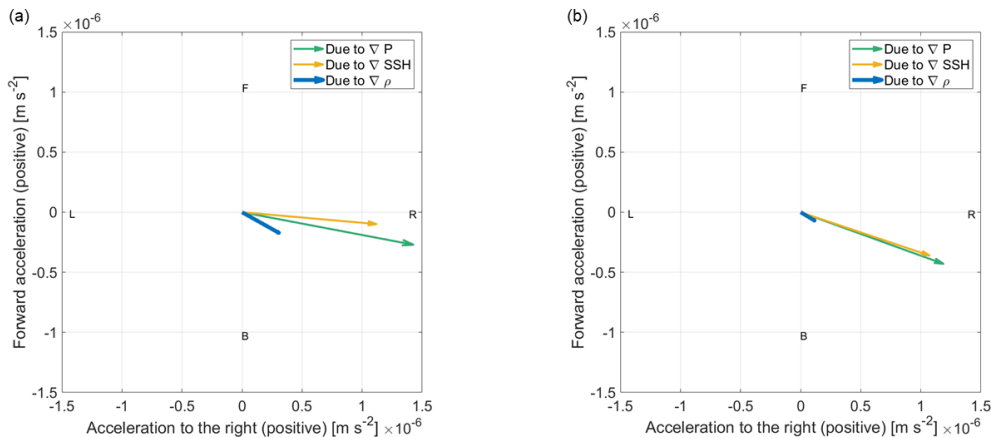 (a)
×10⁻⁶
1.5
1
0.5
0
-0.5
-1
-1.5
Forward acceleration (positive) [m s⁻²]
Due to ∇ P
Due to ∇ SSH
Due to ∇ ρ
F
L
R
B
-1.5 -1 -0.5 0 0.5 1 1.5
Acceleration to the right (positive) [m s⁻²] ×10⁻⁶
(b)
×10⁻⁶
1.5
1
0.5
0
-0.5
-1
-1.5
Forward acceleration (positive) [m s⁻²]
Due to ∇ P
Due to ∇ SSH
Due to ∇ ρ
F
L
R
B
-1.5 -1 -0.5 0 0.5 1 1.5
Acceleration to the right (positive) [m s⁻²] ×10⁻⁶